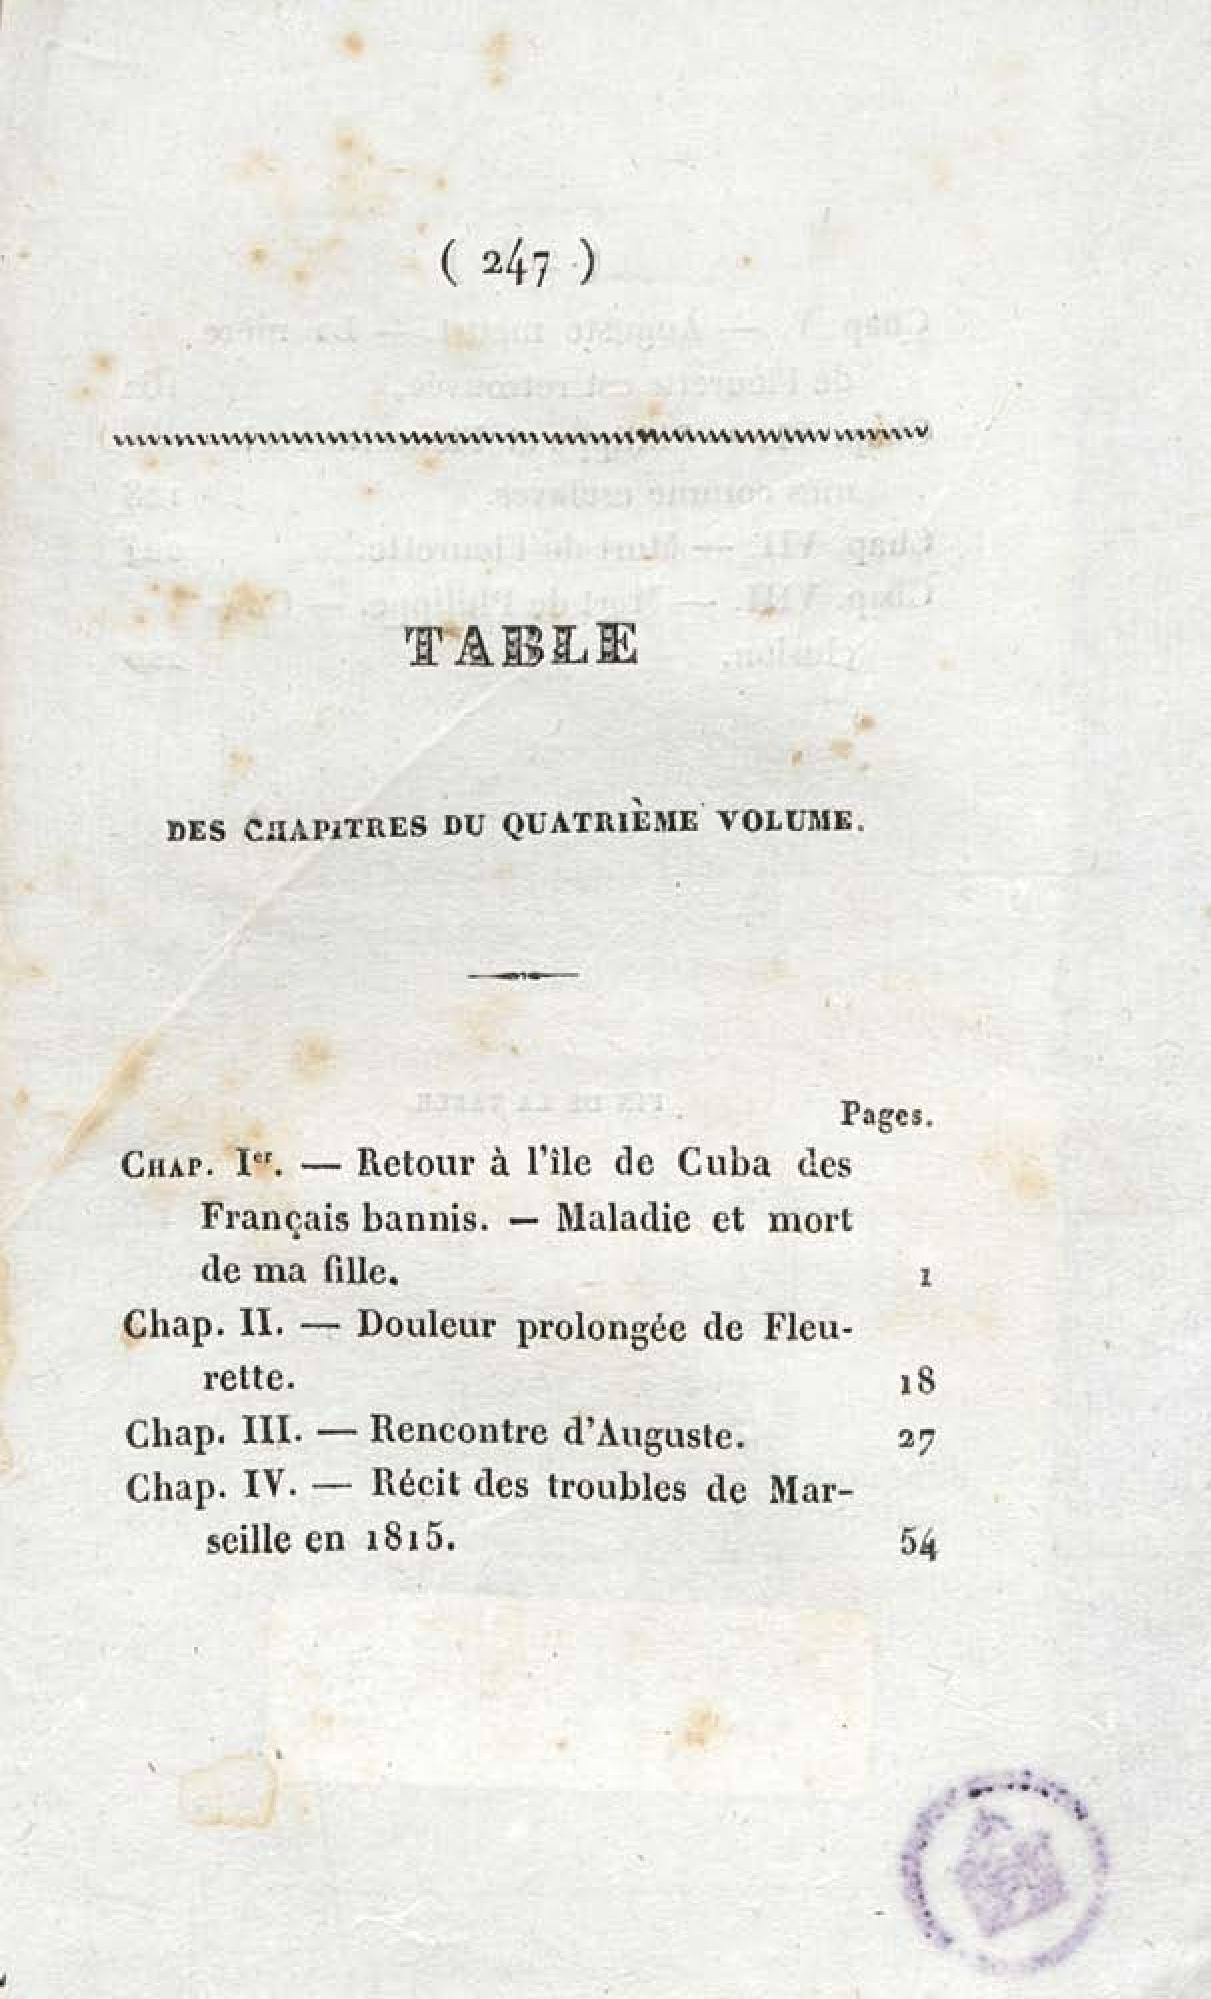 ( 247 )
TABLE
DES CHAPITRES DU QUATRIÈME VOLUME.
Pages.
CHAP. Ier. — Retour à l'île de Cuba des
Français bannis. — Maladie et mort
de ma fille. 1
Chap. II. — Douleur prolongée de Fleu-
rette. 18
Chap. III. — Rencontre d'Auguste. 27
Chap. IV. — Récit des troubles de Mar-
seille en 1815. 54